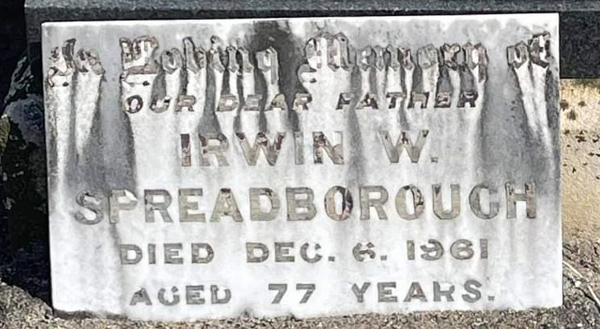 In Loving Memory of
OUR DEAR FATHER
IRWIN W.
SPREADBOROUGH
DIED DEC. 6. 1961
AGED 77 YEARS.